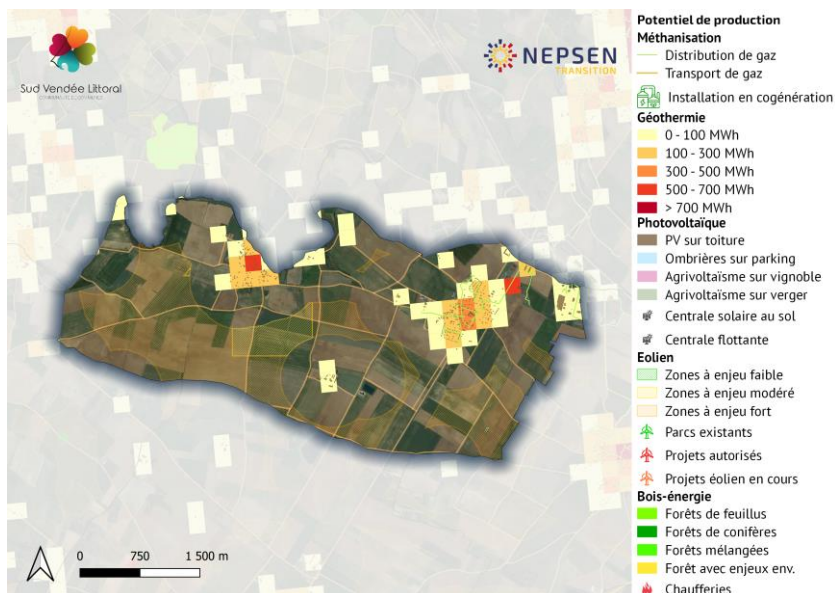 Sud Vendée Littoral
NEPSEN
TRANSITION
0 750 1 500 m
Potentiel de production
Méthanisation
Distribution de gaz
Transport de gaz
Installation en cogénération
Géothermie
0 - 100 MWh
100 - 300 MWh
300 - 500 MWh
500 - 700 MWh
> 700 MWh
Photovoltaïque
PV sur toiture
Ombrières sur parking
Agrivoltaïsme sur vignoble
Agrivoltaïsme sur verger
Centrale solaire au sol
Centrale flottante
Eolien
Zones à enjeu faible
Zones à enjeu modéré
Zones à enjeu fort
Parcs existants
Projets autorisés
Projets éolien en cours
Bois-énergie
Forêts de feuillus
Forêts de conifères
Forêts mélangées
Forêt avec enjeux env.
Chaufferies